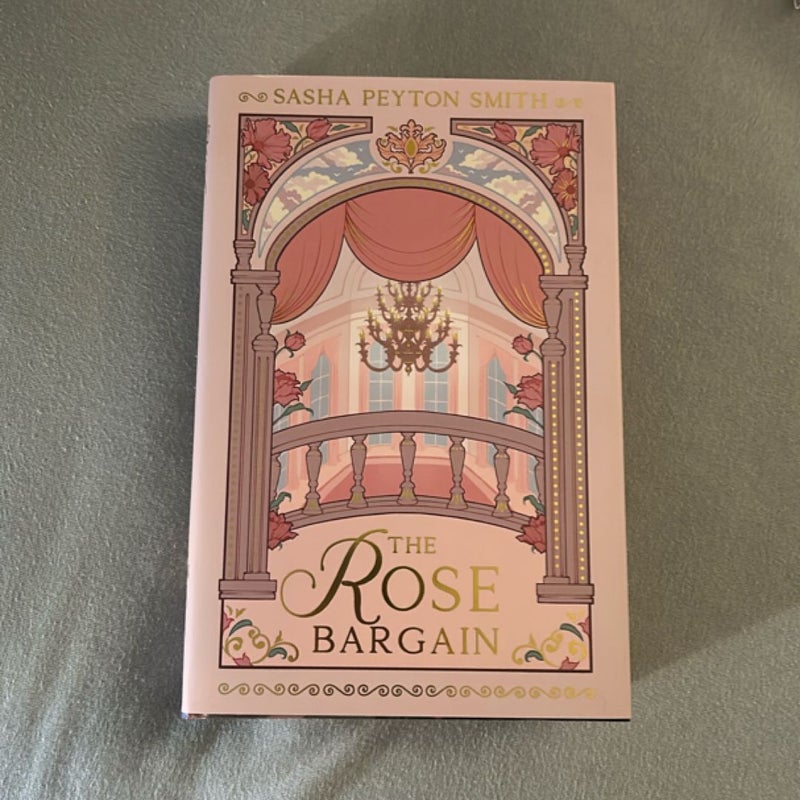 SASHA PEYTON SMITH
THE
ROSE
BARGAIN